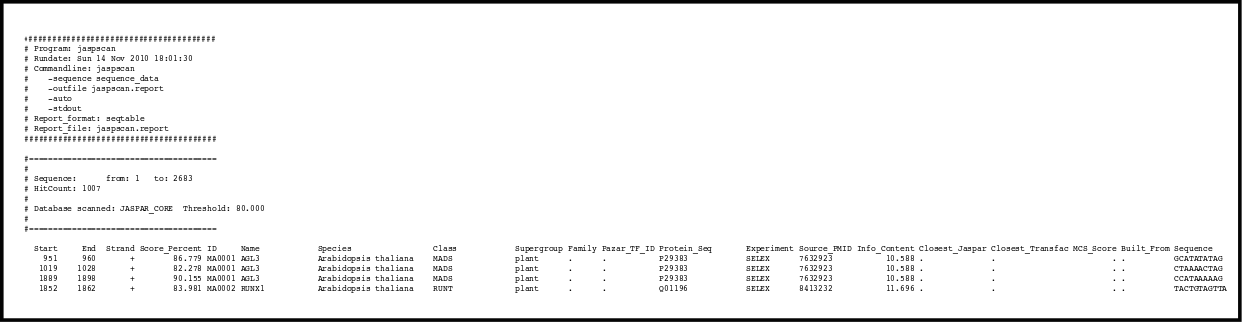 ########################################
# Program: jaspscan
# Rundate: Sun 14 Nov 2010 18:01:30
# Commandline: jaspscan
#    -sequence sequence_data
#    -outfile jaspscan.report
#    -auto
#    -stdout
# Report_format: seqtable
# Report_file: jaspscan.report
########################################
#=======================================
#
# Sequence:      from: 1   to: 2683
# HitCount: 1007
#
# Database scanned: JASPAR_CORE  Threshold: 80.000
#
#=======================================
Start End Strand Score_Percent ID Name Species Class Supergroup Family Pazar_TF_ID Protein_Seq Experiment Source_PMID Info_Content Closest_Jaspar Closest_Transfac MCS_Score Built_From Sequence
951 960 + 86.779 MA0001 AGL3 Arabidopsis thaliana MADS plant . . P29383 SELEX 7632923 10.588 . . . . GCATATATAG
1019 1028 + 82.278 MA0001 AGL3 Arabidopsis thaliana MADS plant . . P29383 SELEX 7632923 10.588 . . . . CTAAAACTAG
1889 1898 + 90.155 MA0001 AGL3 Arabidopsis thaliana MADS plant . . P29383 SELEX 7632923 10.588 . . . . CCATAAAAAG
1852 1862 + 83.981 MA0002 RUNX1 Arabidopsis thaliana RUNT plant . . Q01196 SELEX 8413232 11.696 . . . . TACTGTAGTTA